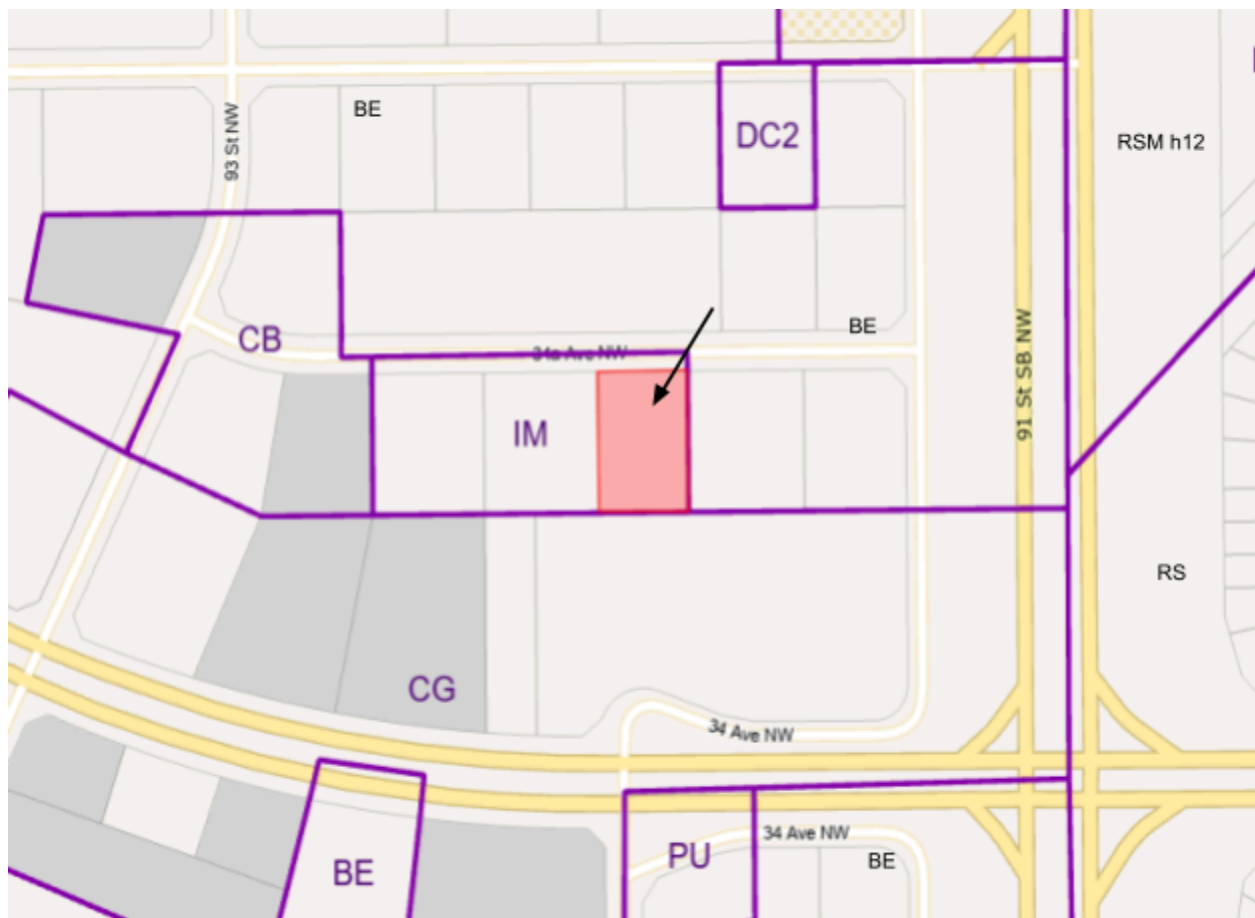 BE
93 St NW
DC2
RSM h12
CB
BE
34a Ave NW
91 St SB NW
IM
RS
CG
34 Ave NW
34 Ave NW
PU
BE
BE